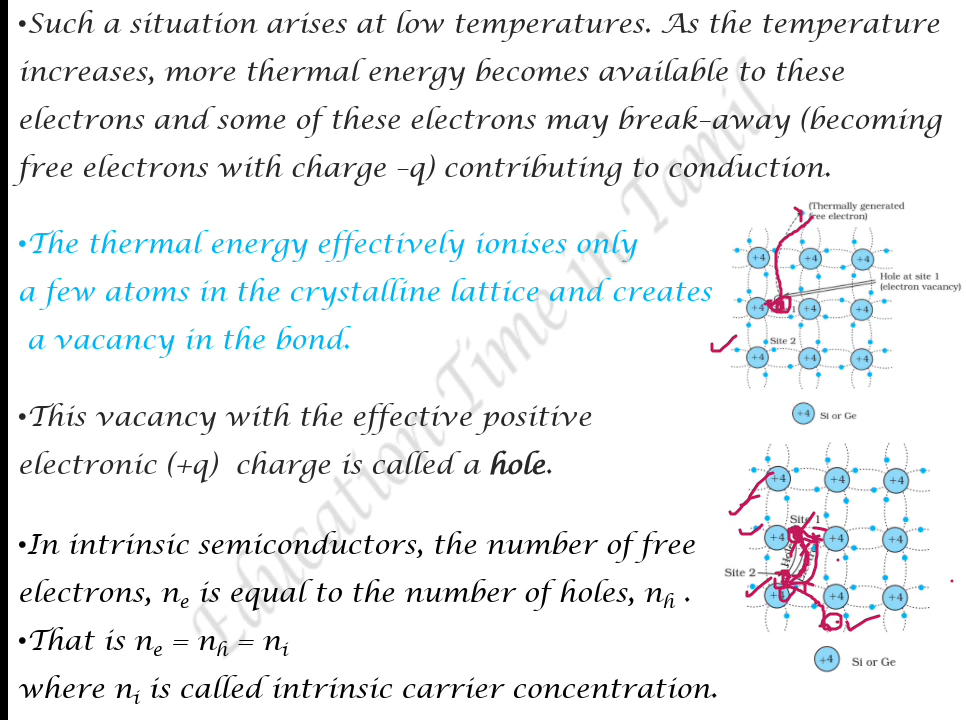 •Such a situation arises at low temperatures. As the temperature
increases, more thermal energy becomes available to these
electrons and some of these electrons may break–away (becoming
free electrons with charge –q) contributing to conduction.
•The thermal energy effectively ionises only
a few atoms in the crystalline lattice and creates
a vacancy in the bond.
•This vacancy with the effective positive
electronic (+q) charge is called a hole.
•In intrinsic semiconductors, the number of free
electrons, nₑ is equal to the number of holes, nₕ .
•That is nₑ = nₕ = nᵢ
where nᵢ is called intrinsic carrier concentration.
(Thermally generated
free electron)
+4 +4 +4
Hole at site 1
(electron vacancy)
+4 1 +4 +4
Site 2
+4 +4 +4
+4 Si or Ge
+4 +4 +4
Site 1
+4 +4 +4
Hole
Site 2
+4 +4 +4
+4 Si or Ge
Education Time in Tamil